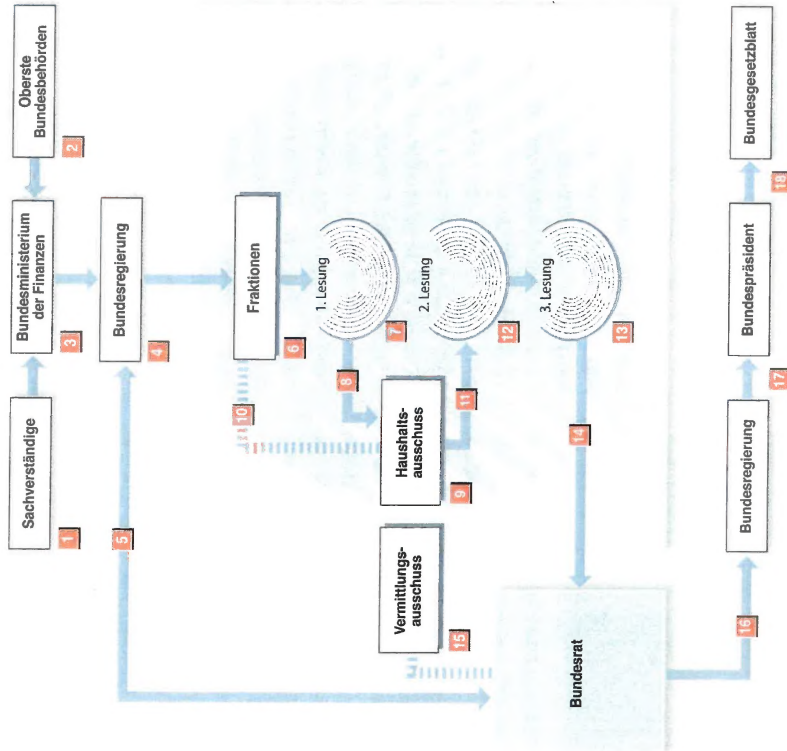 Sachverständige
1
Bundesministerium
der Finanzen
3
Oberste
Bundesbehörden
2
Bundesregierung
4
5
Fraktionen
6
10
1. Lesung
7
8
Haushalts-
ausschuss
9
11
2. Lesung
12
Vermittlungs-
ausschuss
15
3. Lesung
13
14
Bundesrat
16
Bundesregierung
17
Bundespräsident
18
Bundesgesetzblatt